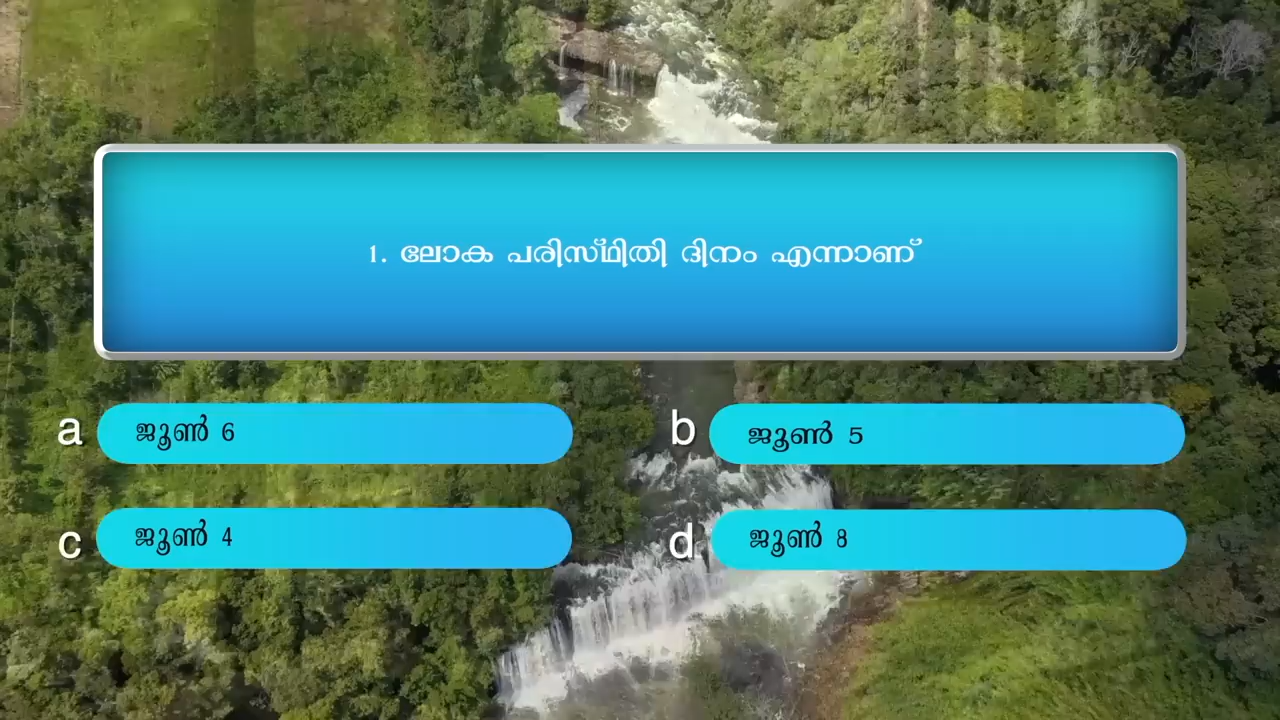 1. ലോക പരിസ്ഥിതി ദിനം എന്നാണ്
a ജൂൺ 6
b ജൂൺ 5
c ജൂൺ 4
d ജൂൺ 8